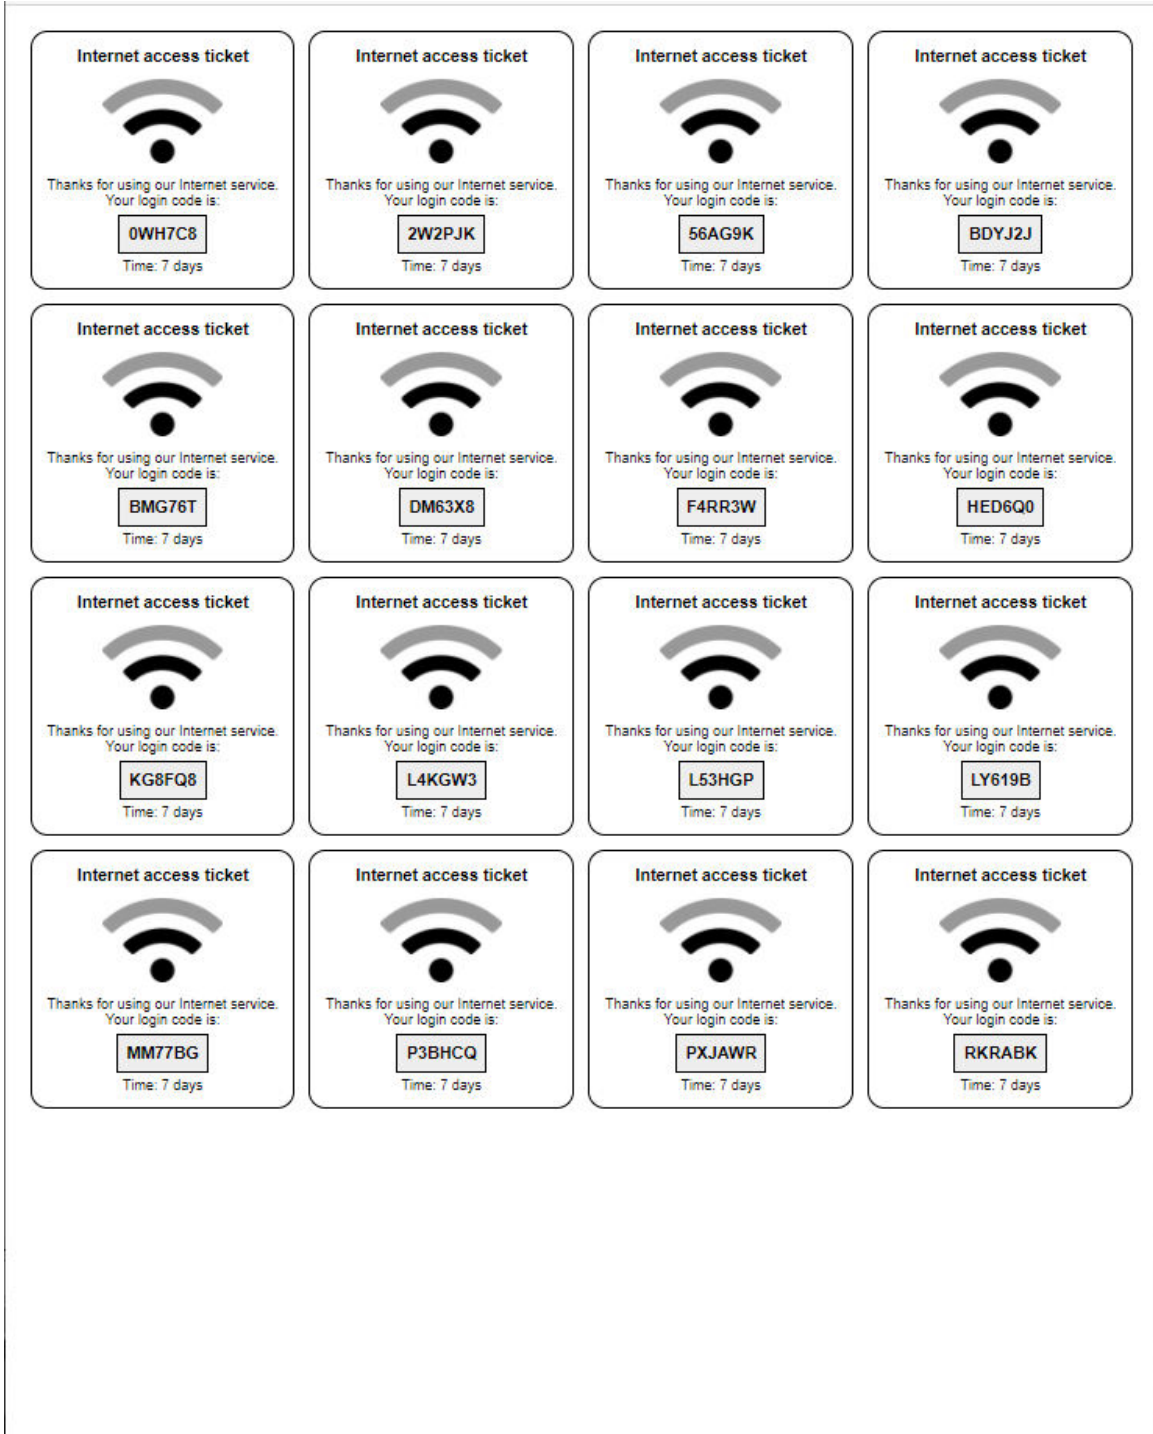 Internet access ticket
Thanks for using our Internet service.
Your login code is:
0WH7C8
Time: 7 days
Internet access ticket
Thanks for using our Internet service.
Your login code is:
2W2PJK
Time: 7 days
Internet access ticket
Thanks for using our Internet service.
Your login code is:
56AG9K
Time: 7 days
Internet access ticket
Thanks for using our Internet service.
Your login code is:
BDYJ2J
Time: 7 days
Internet access ticket
Thanks for using our Internet service.
Your login code is:
BMG76T
Time: 7 days
Internet access ticket
Thanks for using our Internet service.
Your login code is:
DM63X8
Time: 7 days
Internet access ticket
Thanks for using our Internet service.
Your login code is:
F4RR3W
Time: 7 days
Internet access ticket
Thanks for using our Internet service.
Your login code is:
HED6Q0
Time: 7 days
Internet access ticket
Thanks for using our Internet service.
Your login code is:
KG8FQ8
Time: 7 days
Internet access ticket
Thanks for using our Internet service.
Your login code is:
L4KGW3
Time: 7 days
Internet access ticket
Thanks for using our Internet service.
Your login code is:
L53HGP
Time: 7 days
Internet access ticket
Thanks for using our Internet service.
Your login code is:
LY619B
Time: 7 days
Internet access ticket
Thanks for using our Internet service.
Your login code is:
MM77BG
Time: 7 days
Internet access ticket
Thanks for using our Internet service.
Your login code is:
P3BHCQ
Time: 7 days
Internet access ticket
Thanks for using our Internet service.
Your login code is:
PXJAWR
Time: 7 days
Internet access ticket
Thanks for using our Internet service.
Your login code is:
RKRABK
Time: 7 days